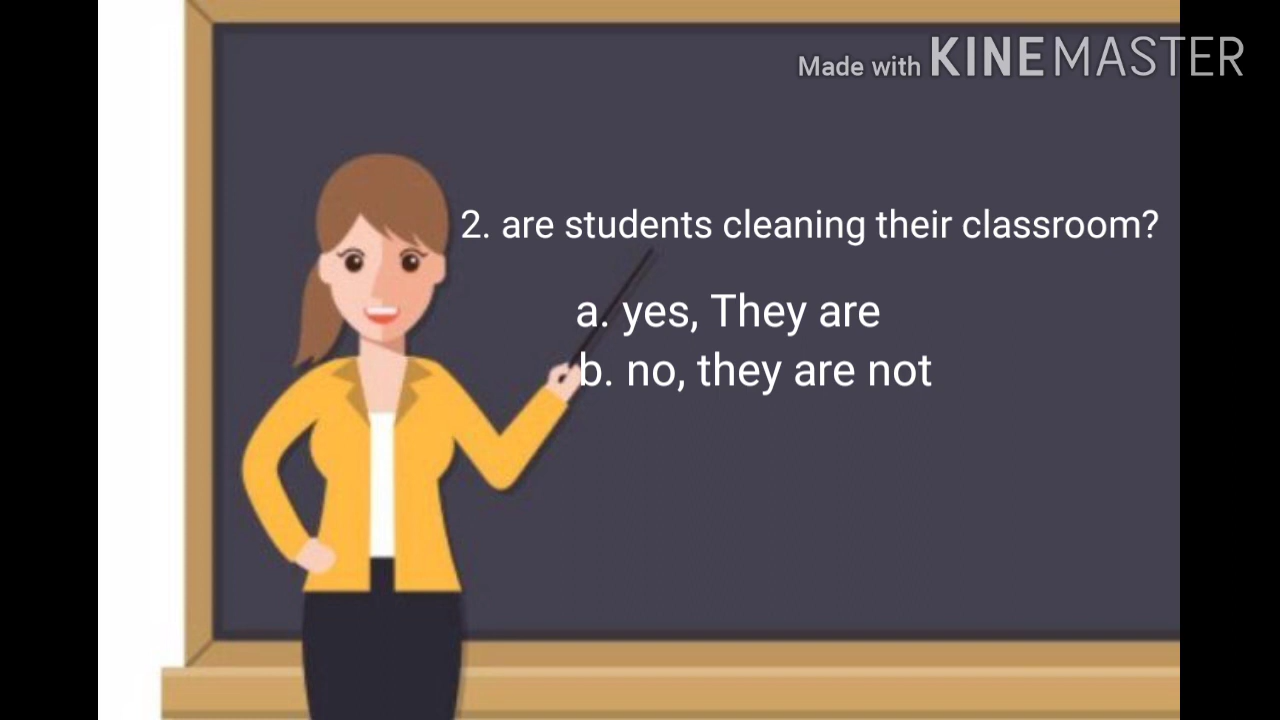 Made with KINEMASTER
2. are students cleaning their classroom?
a. yes, They are
b. no, they are not